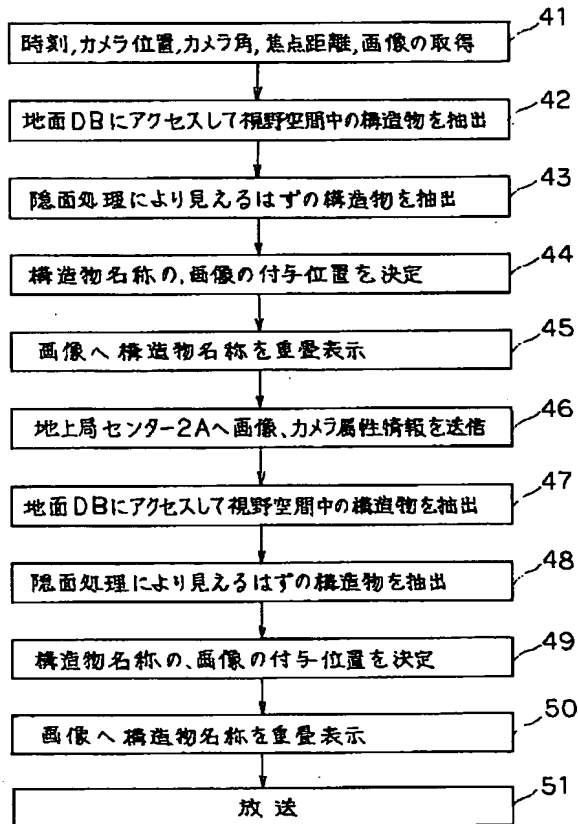 時刻,カメラ位置,カメラ角,焦点距離,画像の取得
41
地面DBにアクセスして視野空間中の構造物を抽出
42
隠面処理により見えるはずの構造物を抽出
43
構造物名称の,画像の付与位置を決定
44
画像へ構造物名称を重畳表示
45
地上局センター2Aへ画像、カメラ属性情報を送信
46
地面DBにアクセスして視野空間中の構造物を抽出
47
隠面処理により見えるはずの構造物を抽出
48
構造物名称の、画像の付与位置を決定
49
画像へ構造物名称を重畳表示
50
放送
51